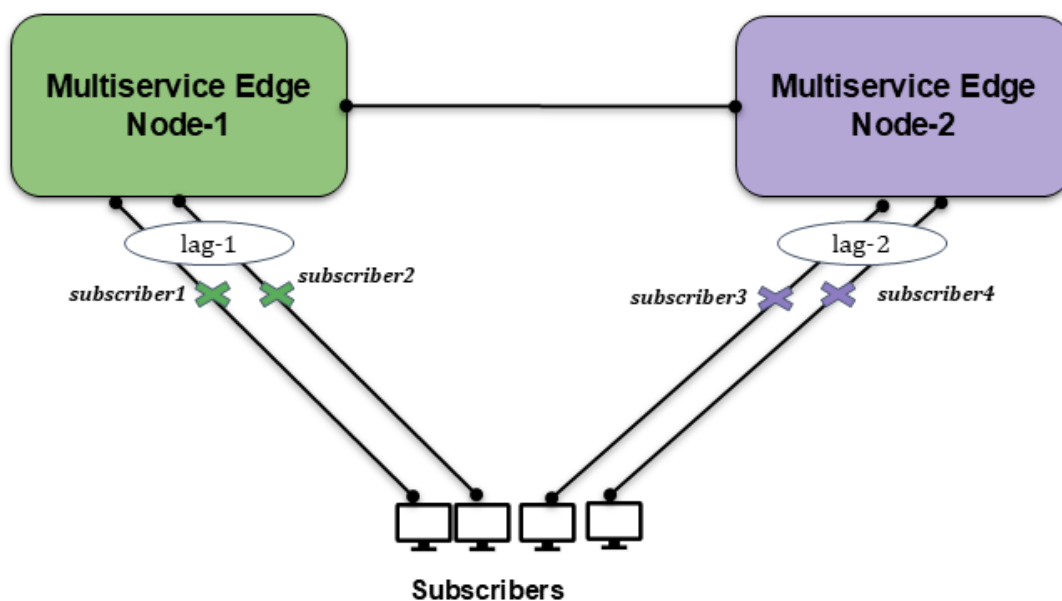 Multiservice Edge
Node-1
Multiservice Edge
Node-2
lag-1
lag-2
subscriber1
subscriber2
subscriber3
subscriber4
Subscribers